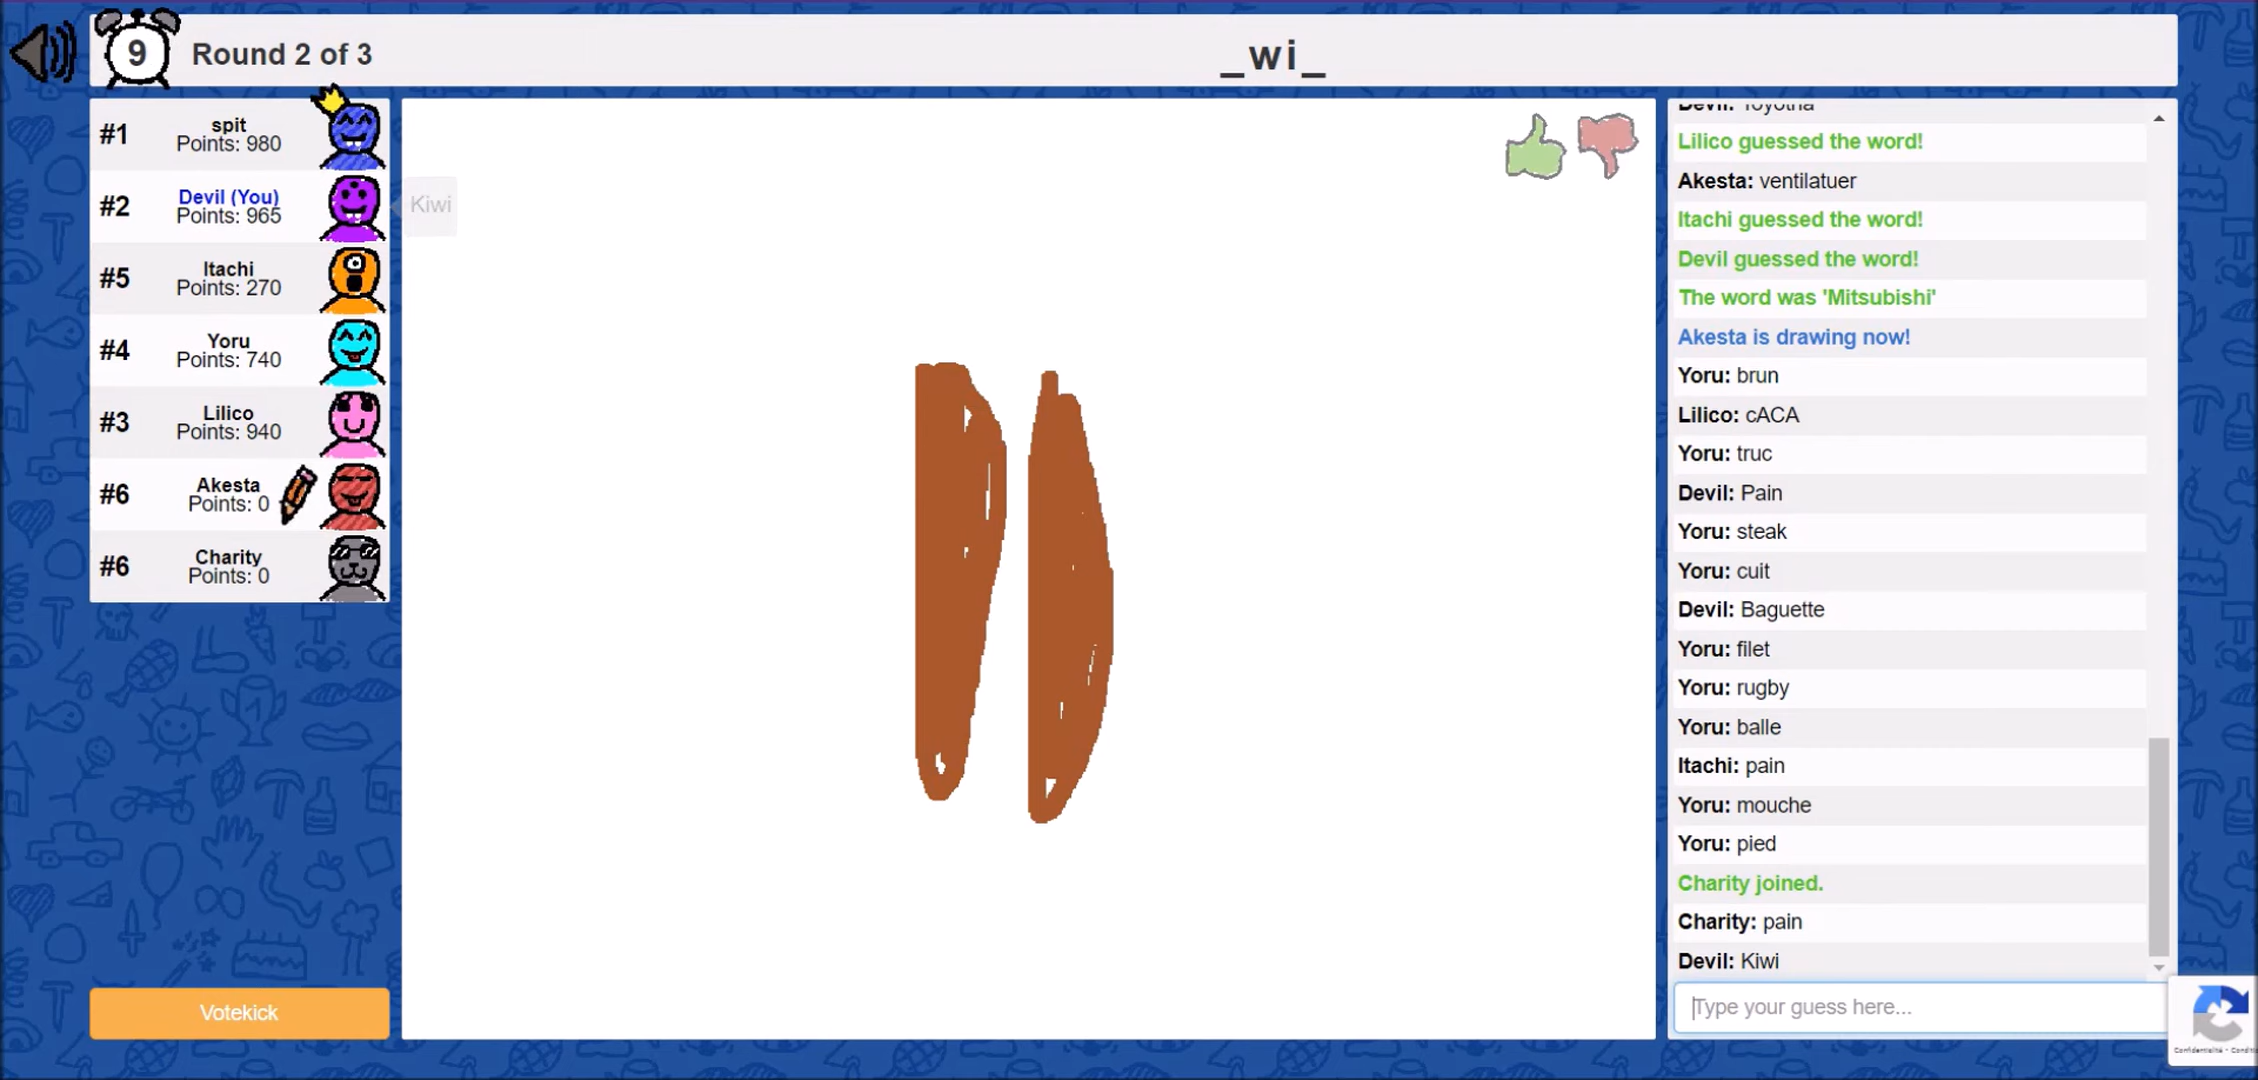 9
Round 2 of 3
_wi_
#1
spit
Points: 980
#2
Devil (You)
Points: 965
Kiwi
#5
Itachi
Points: 270
#4
Yoru
Points: 740
#3
Lilico
Points: 940
#6
Akesta
Points: 0
#6
Charity
Points: 0
Votekick
Devil: Toyotha
Lilico guessed the word!
Akesta: ventilatuer
Itachi guessed the word!
Devil guessed the word!
The word was 'Mitsubishi'
Akesta is drawing now!
Yoru: brun
Lilico: cACA
Yoru: truc
Devil: Pain
Yoru: steak
Yoru: cuit
Devil: Baguette
Yoru: filet
Yoru: rugby
Yoru: balle
Itachi: pain
Yoru: mouche
Yoru: pied
Charity joined.
Charity: pain
Devil: Kiwi
Type your guess here...